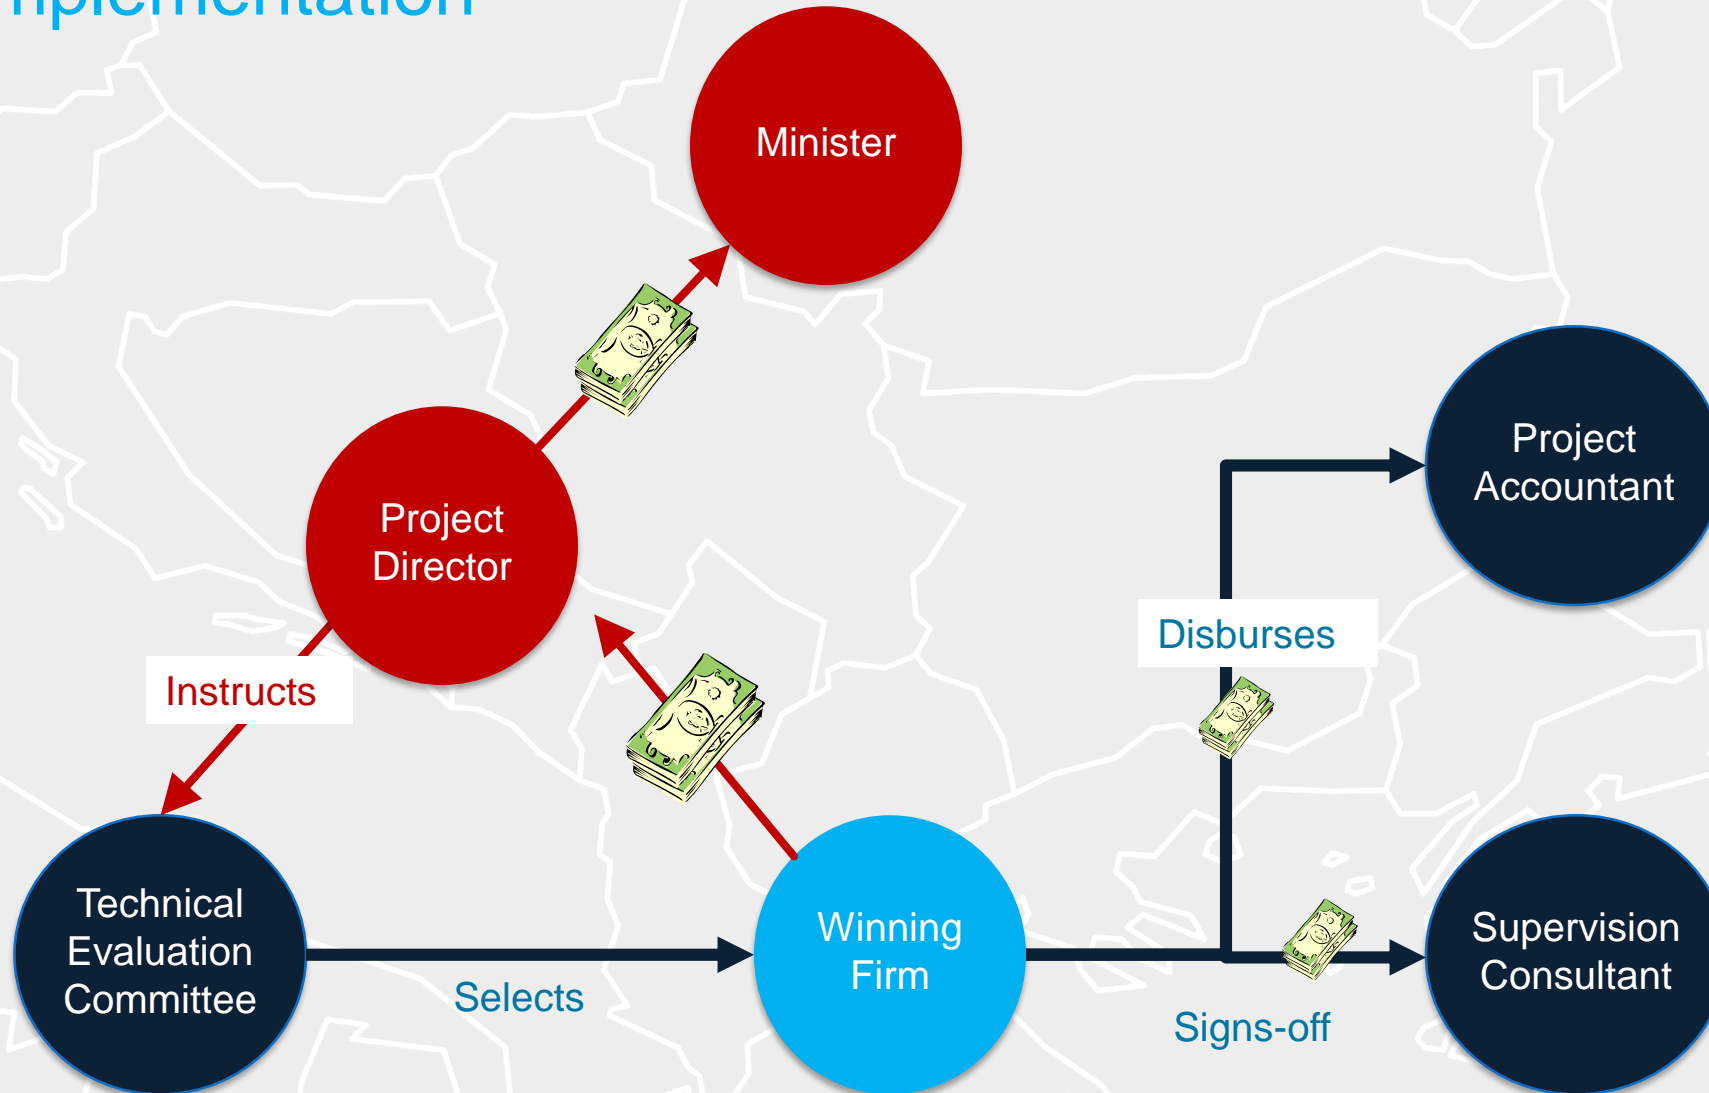 Minister
Project
Director
Project
Accountant
Disburses
Instructs
Technical
Evaluation
Committee
Selects
Winning
Firm
Supervision
Consultant
Signs-off